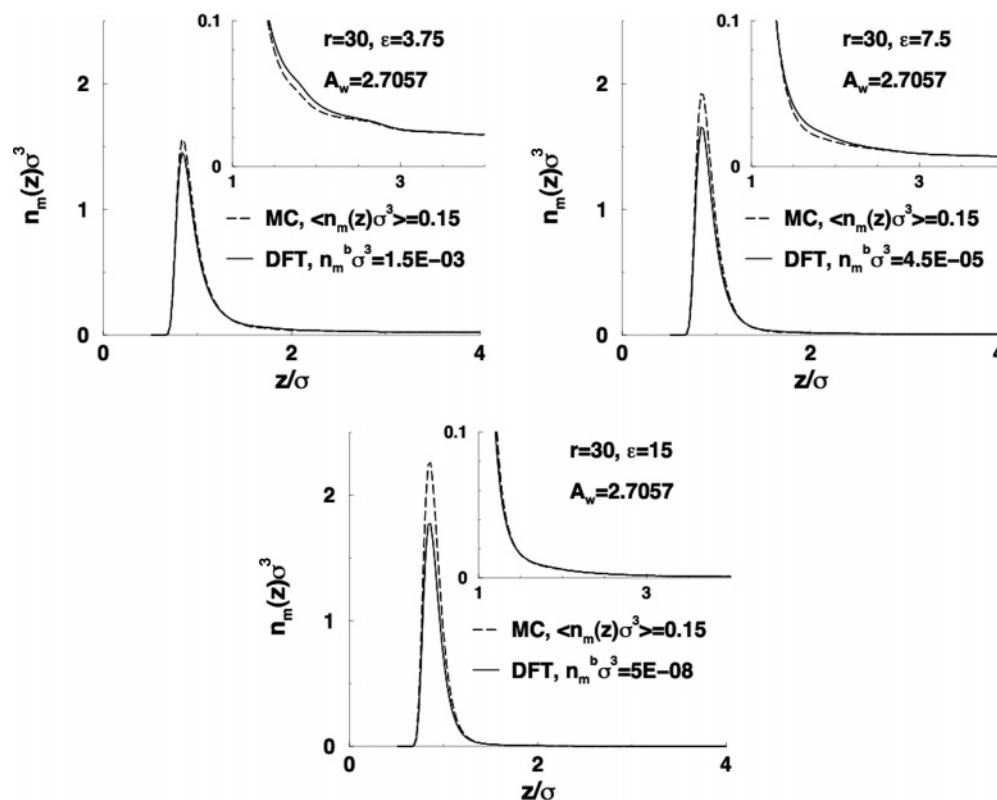 0.1
r=30, ε=3.75
A_w=2.7057
0
1
3
2
1
0
n_m(z)σ^3
MC, <n_m(z)σ^3>=0.15
DFT, n_m^b σ^3=1.5E−03
0
2
4
z/σ
0.1
r=30, ε=7.5
A_w=2.7057
0
1
3
2
1
0
n_m(z)σ^3
MC, <n_m(z)σ^3>=0.15
DFT, n_m^b σ^3=4.5E−05
0
2
4
z/σ
0.1
r=30, ε=15
A_w=2.7057
0
1
3
2
1
0
n_m(z)σ^3
MC, <n_m(z)σ^3>=0.15
DFT, n_m^b σ^3=5E−08
0
2
4
z/σ